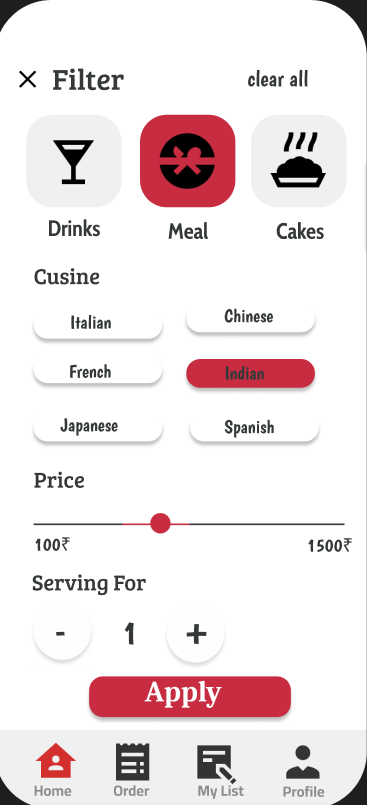 Filter clear all
Drinks Meal Cakes
Cusine
Italian Chinese
French Indian
Japanese Spanish
Price
100₹ 1500₹
Serving For
- 1 +
Apply
Home Order My List Profile